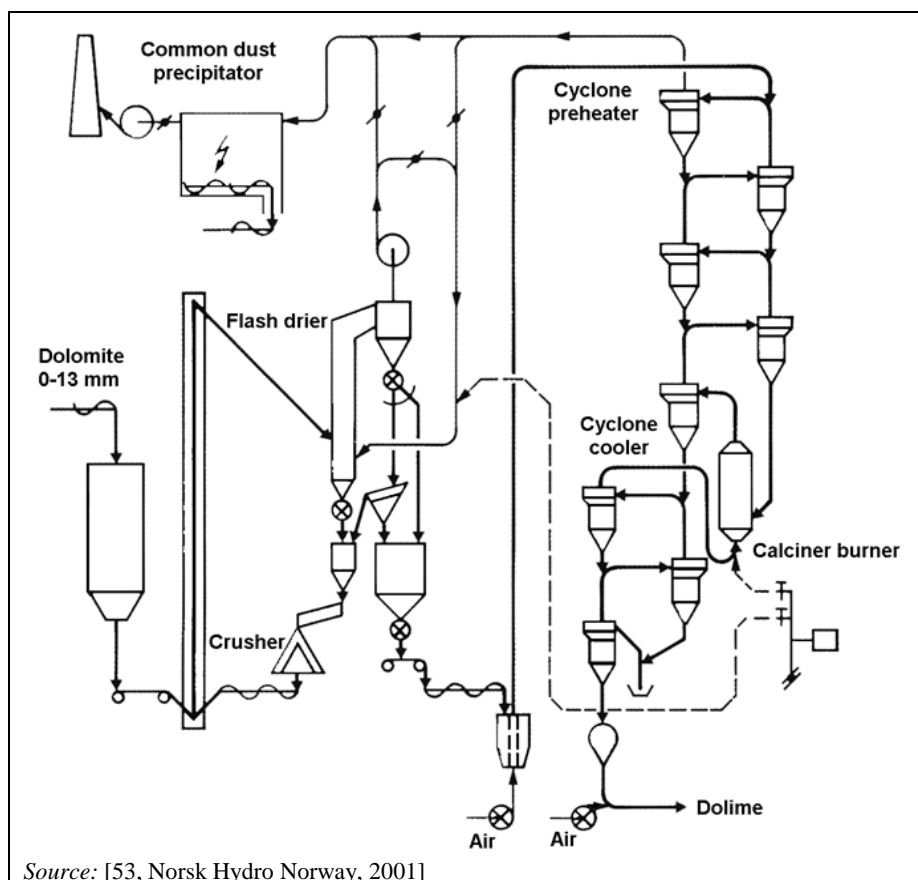 Common dust
precipitator
Cyclone
preheater
Flash drier
Dolomite
0-13 mm
Cyclone
cooler
Calciner burner
Crusher
Dolime
Air
Air
Source: [53, Norsk Hydro Norway, 2001]